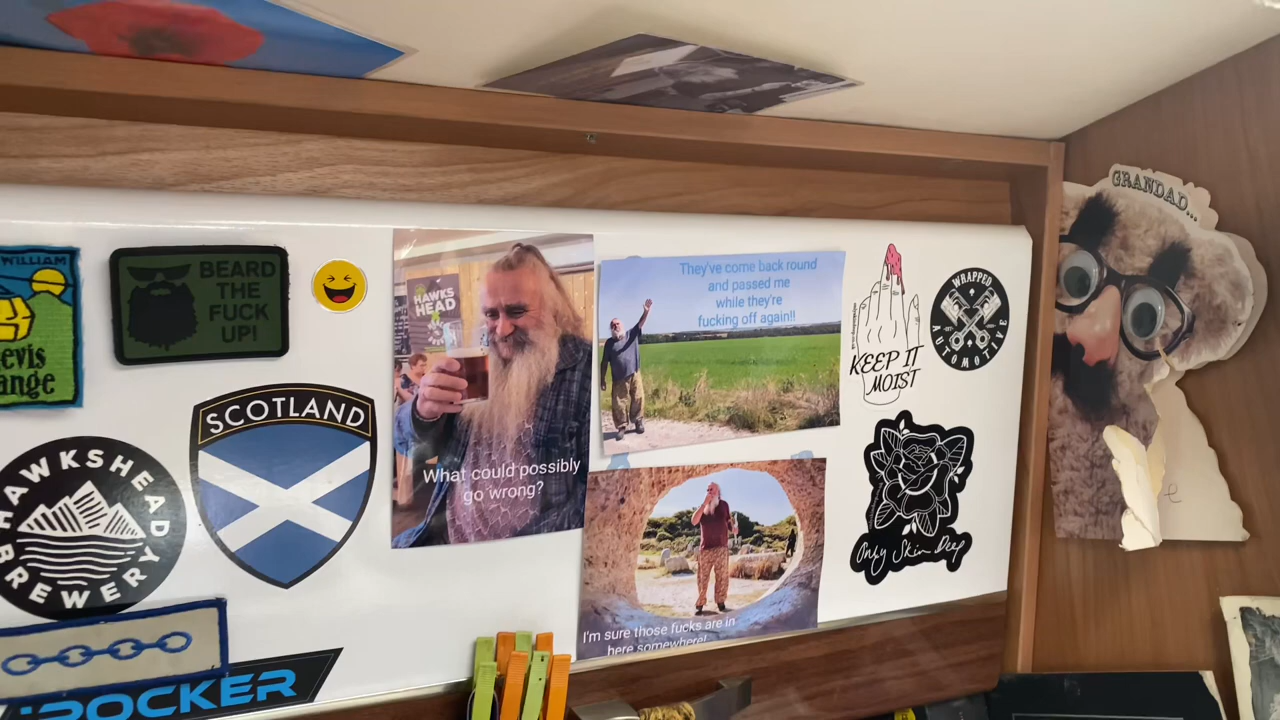 GRANDAD...
WILLIAM
BEARD
THE
FUCK
UP!
HAWKS
HEAD
What could possibly
go wrong?
They've come back round
and passed me
while they're
fucking off again!!
KEEP IT
MOIST
WRAPPED
AUTOMOTIVE
SCOTLAND
HAWKSHEAD
BREWERY
Only Skin Deep
I'm sure those fucks are in
here somewhere!
ROCKER